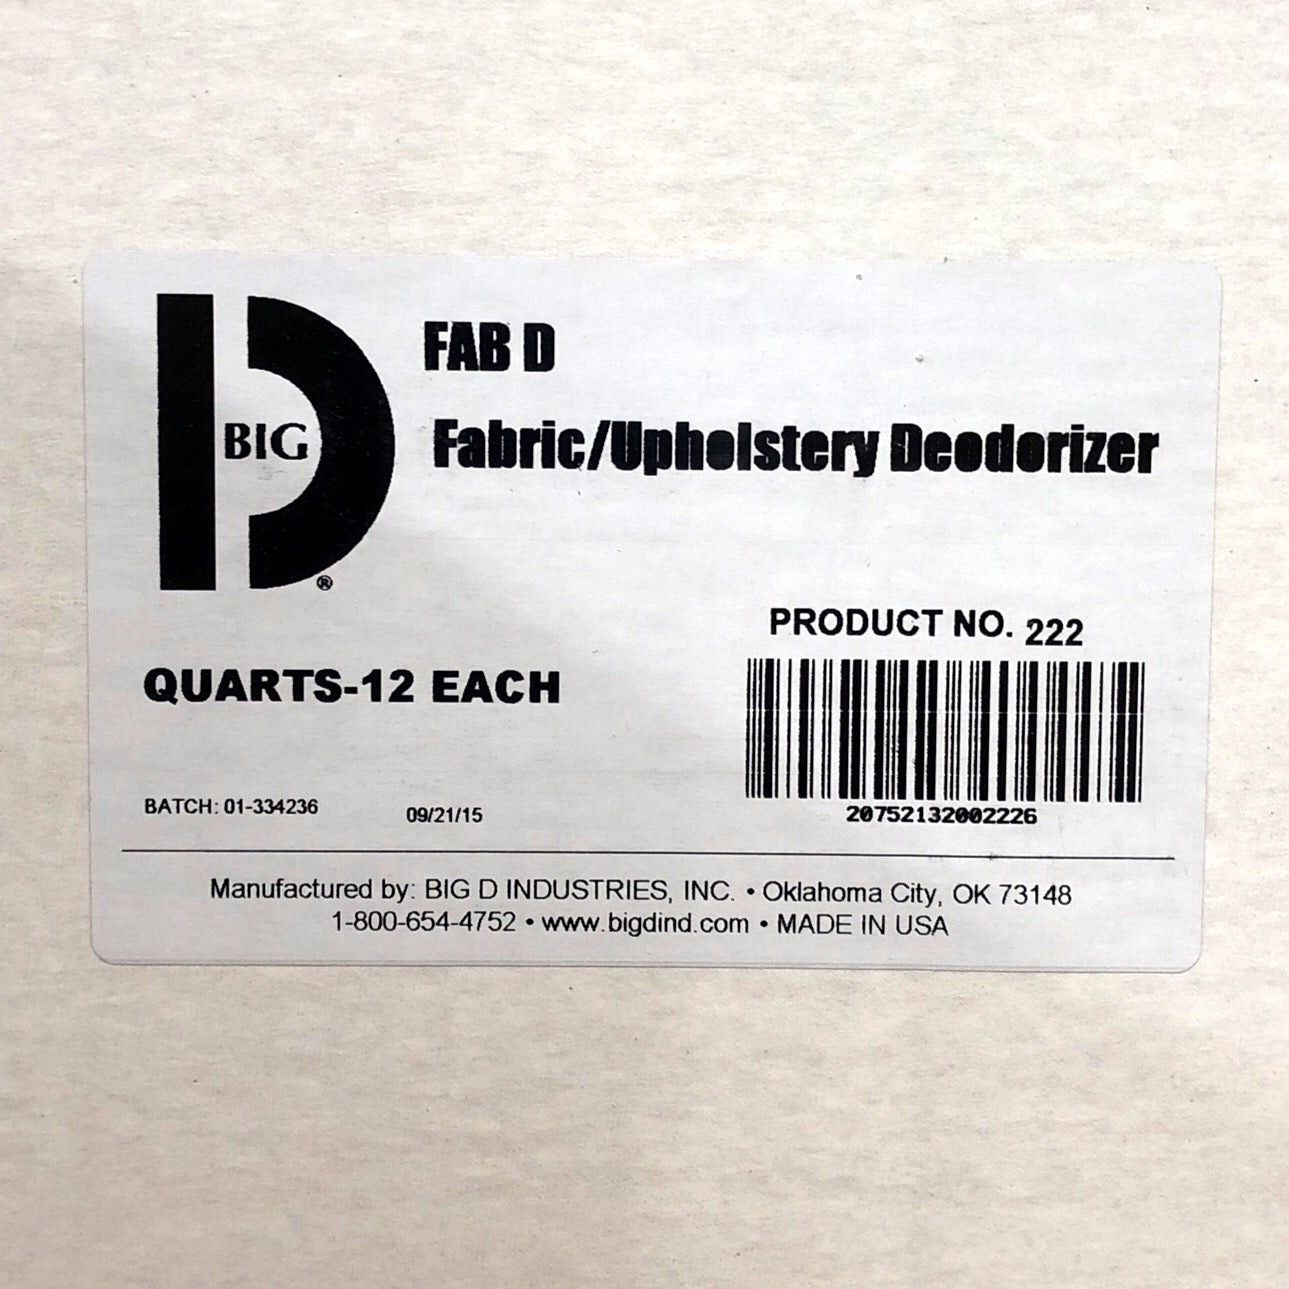 BIG
®
FAB D
Fabric/Upholstery Deodorizer
PRODUCT NO. 222
QUARTS-12 EACH
20752132002226
BATCH: 01-334236 09/21/15
Manufactured by: BIG D INDUSTRIES, INC. • Oklahoma City, OK 73148
1-800-654-4752 • www.bigdind.com • MADE IN USA